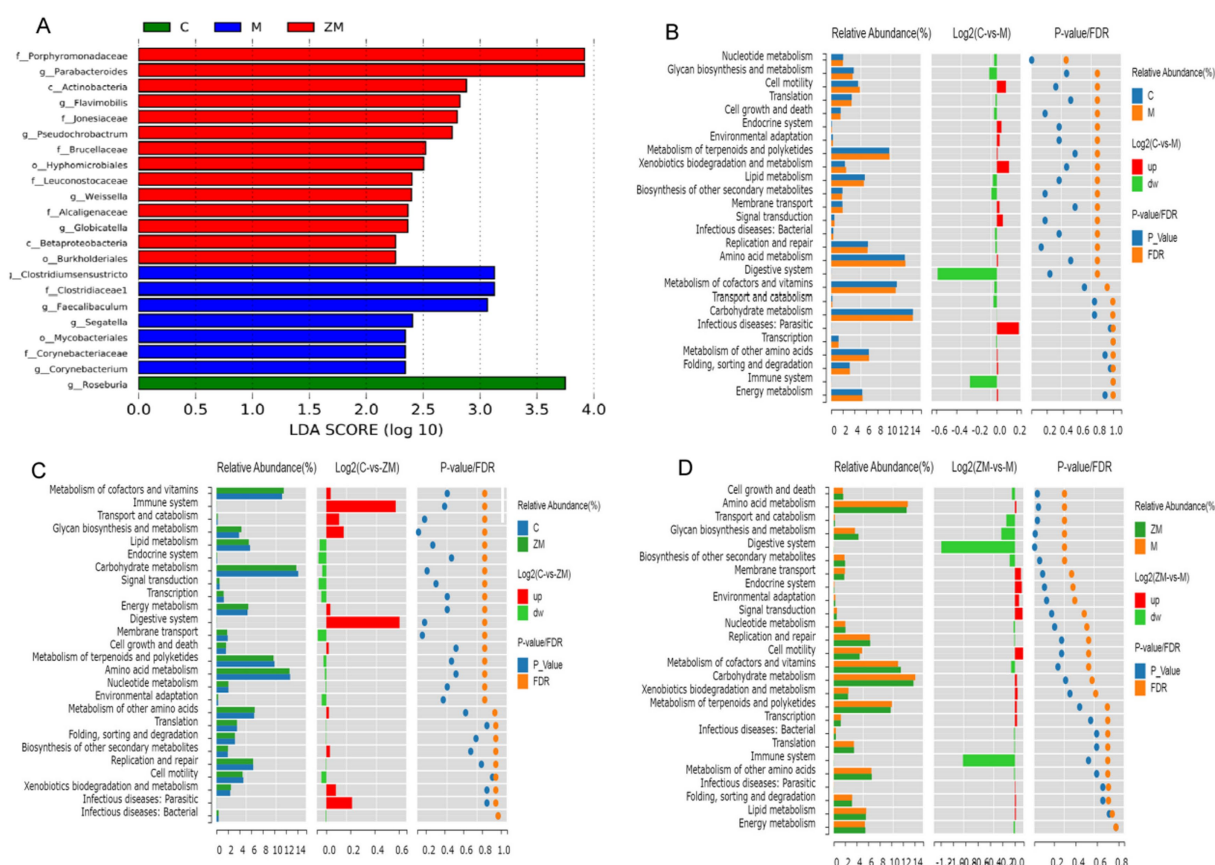 A
C M ZM
f__Porphyromonadaceae
g__Parabacteroides
c__Actinobacteria
g__Flavimobilis
f__Jonesiaceae
g__Pseudochrobactrum
f__Brucellaceae
o__Hyphomicrobiales
f__Leuconostocaceae
g__Weissella
f__Alcaligenaceae
g__Globicatella
c__Betaproteobacteria
o__Burkholderiales
g__Clostridiumsensustricto
f__Clostridiaceae1
g__Faecalibaculum
g__Segatella
o__Mycobacteriales
f__Corynebacteriaceae
g__Corynebacterium
g__Roseburia
0.0 0.5 1.0 1.5 2.0 2.5 3.0 3.5 4.0
LDA SCORE (log 10)
B
Relative Abundance(%) Log2(C-vs-M) P-value/FDR
Nucleotide metabolism
Glycan biosynthesis and metabolism
Cell motility
Translation
Cell growth and death
Endocrine system
Environmental adaptation
Metabolism of terpenoids and polyketides
Xenobiotics biodegradation and metabolism
Lipid metabolism
Biosynthesis of other secondary metebolites
Membrane transport
Signal transduction
Infectious diseases: Bacterial
Replication and repair
Amino acid metabolism
Digestive system
Metabolism of cofactors and vitamins
Transport and catabolism
Carbohydrate metabolism
Infectious diseases: Parasitic
Transcription
Metabolism of other amino acids
Folding, sorting and degradation
Immune system
Energy metabolism
0 2 4 6 8 10 12 14 -0.6 -0.4 -0.2 0 0.2 0.2 0.4 0.6 0.8 1.0
Relative Abundance(%)
C
M
Log2(C-vs-M)
up
dw
P-value/FDR
P_Value
FDR
C
Relative Abundance(%) Log2(C-vs-ZM) P-value/FDR
Metabolism of cofactors and vitamins
Immune system
Transport and catabolism
Glycan biosynthesis and metabolism
Lipid metabolism
Endocrine system
Carbohydrate metabolism
Signal transduction
Transcription
Energy metabolism
Digestive system
Membrane transport
Cell growth and death
Metabolism of terpenoids and polyketides
Amino acid metabolism
Nucleotide metabolism
Environmental adaptation
Metabolism of other amino acids
Translation
Folding, sorting and degradation
Biosynthesis of other secondary metebolites
Replication and repair
Cell motility
Xenobiotics biodegradation and metabolism
Infectious diseases: Parasitic
Infectious diseases: Bacterial
0 2 4 6 8 10 12 14 0 0.2 0.4 0.6 0 0.2 0.4 0.6 0.8 1.0
Relative Abundance(%)
C
ZM
Log2(C-vs-ZM)
up
dw
P-value/FDR
P_Value
FDR
D
Relative Abundance(%) Log2(ZM-vs-M) P-value/FDR
Cell growth and death
Amino acid metabolism
Transport and catabolism
Glycan biosynthesis and metabolism
Digestive system
Biosynthesis of other secondary metebolites
Membrane transport
Endocrine system
Environmental adaptation
Signal transduction
Nucleotide metabolism
Replication and repair
Cell motility
Metabolism of cofactors and vitamins
Carbohydrate metabolism
Xenobiotics biodegradation and metabolism
Metabolism of terpenoids and polyketides
Transcription
Infectious diseases: Bacterial
Translation
Immune system
Metabolism of other amino acids
Infectious diseases: Parasitic
Folding, sorting and degradation
Lipid metabolism
Energy metabolism
0 2 4 6 8 10 12 14 0 0.2 0.4 0.6 0.8
Relative Abundance(%)
ZM
M
Log2(ZM-vs-M)
up
dw
P-value/FDR
P_Value
FDR